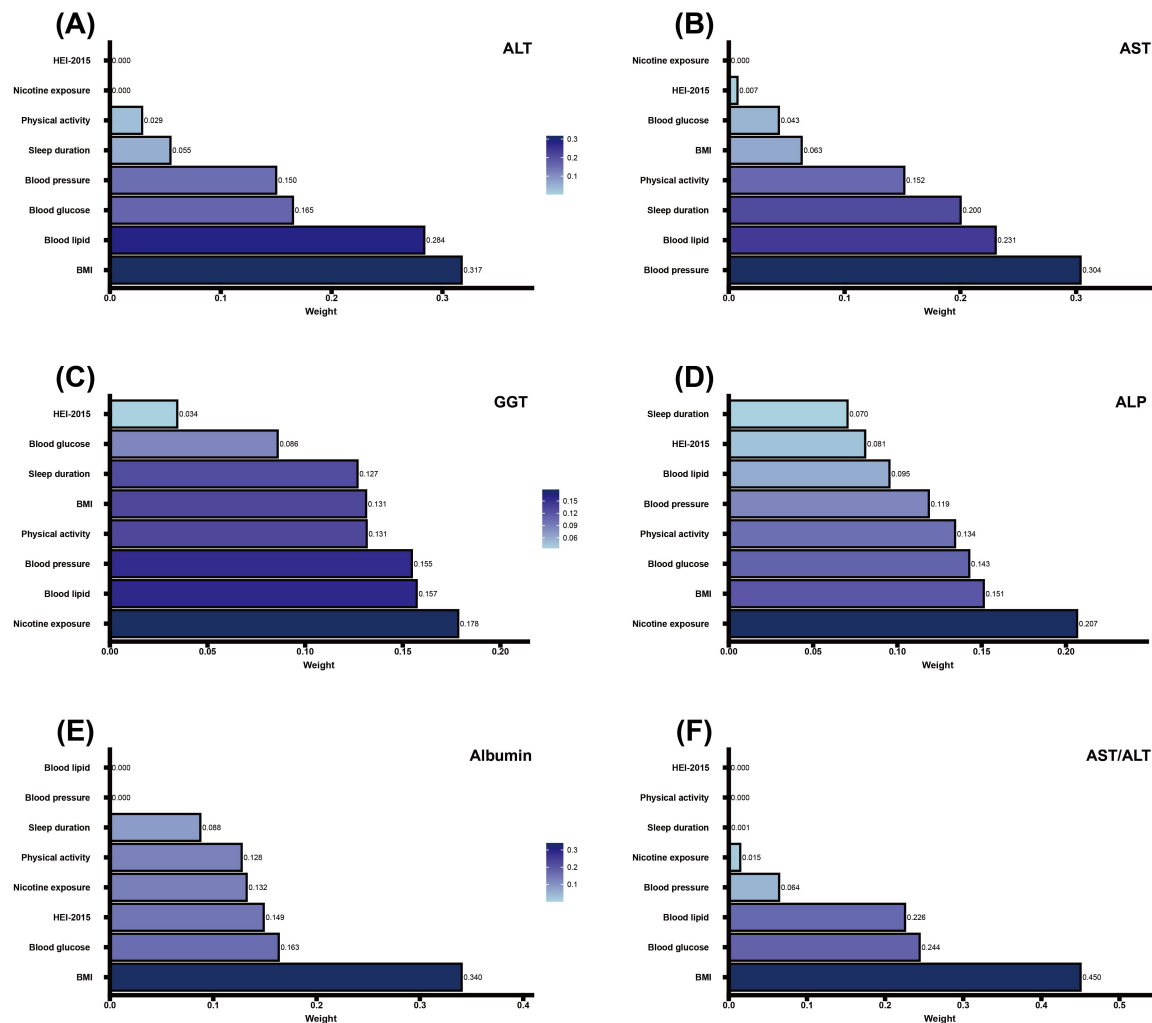 (A)
ALT
HEI-2015
0.000
Nicotine exposure
0.000
Physical activity
0.029
Sleep duration
0.055
Blood pressure
0.150
Blood glucose
0.165
Blood lipid
0.284
BMI
0.317
0.0 0.1 0.2 0.3
Weight
0.3
0.2
0.1
(B)
AST
Nicotine exposure
0.000
HEI-2015
0.007
Blood glucose
0.043
BMI
0.063
Physical activity
0.152
Sleep duration
0.200
Blood lipid
0.231
Blood pressure
0.304
0.0 0.1 0.2 0.3
Weight
(C)
GGT
HEI-2015
0.034
Blood glucose
0.086
Sleep duration
0.127
BMI
0.131
Physical activity
0.131
Blood pressure
0.155
Blood lipid
0.157
Nicotine exposure
0.178
0.00 0.05 0.10 0.15 0.20
Weight
0.15
0.12
0.09
0.06
(D)
ALP
Sleep duration
0.070
HEI-2015
0.081
Blood lipid
0.095
Blood pressure
0.119
Physical activity
0.134
Blood glucose
0.143
BMI
0.151
Nicotine exposure
0.207
0.00 0.05 0.10 0.15 0.20
Weight
(E)
Albumin
Blood lipid
0.000
Blood pressure
0.000
Sleep duration
0.088
Physical activity
0.128
Nicotine exposure
0.132
HEI-2015
0.149
Blood glucose
0.163
BMI
0.340
0.0 0.1 0.2 0.3 0.4
Weight
0.3
0.2
0.1
(F)
AST/ALT
HEI-2015
0.000
Physical activity
0.000
Sleep duration
0.001
Nicotine exposure
0.015
Blood pressure
0.064
Blood lipid
0.226
Blood glucose
0.244
BMI
0.450
0.0 0.1 0.2 0.3 0.4 0.5
Weight